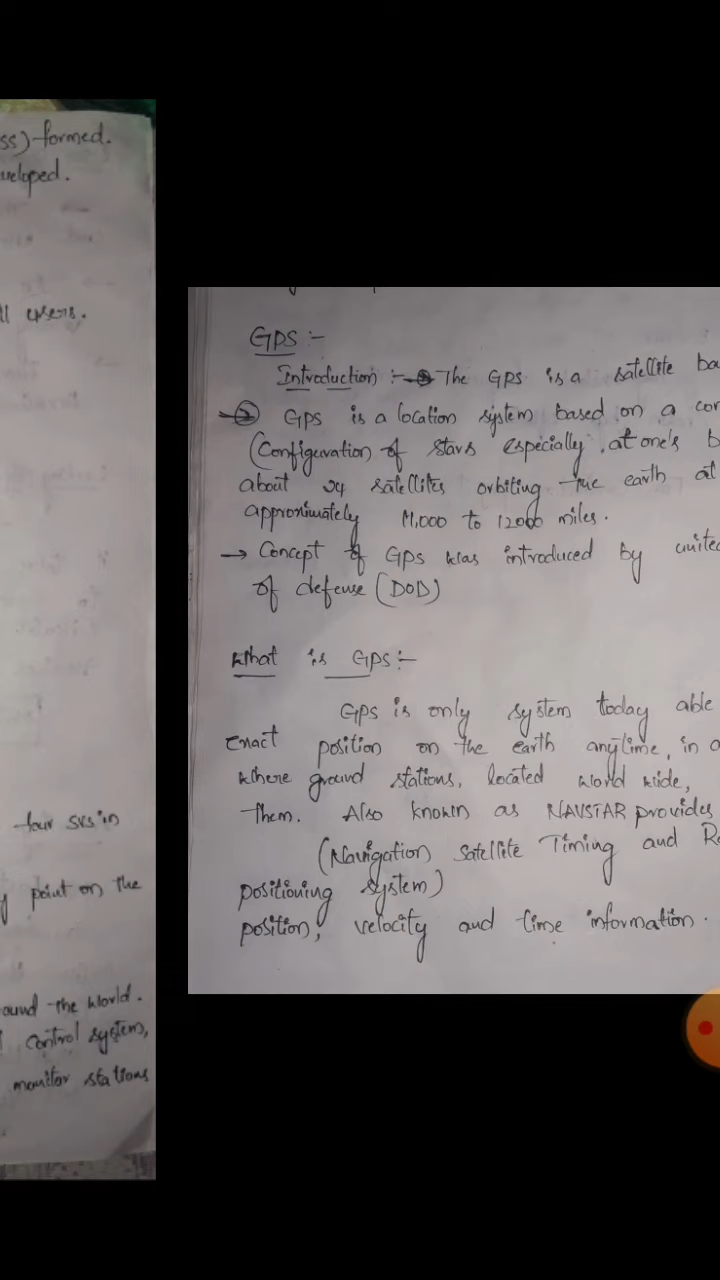 ss) formed.
veloped.
ll users.
four SVs in
y point on the
ound the world.
control system,
monitor stations
GPS :-
Introduction :- The GPS is a satellite ba
GPS is a location system based on a con
(Configuration of stars especially at one's b
about 24 satellites orbiting the earth at
approximately 11,000 to 12000 miles.
→ Concept of GPS was introduced by united
of defense (DOD)
What is GPS :-
GPS is only system today able
Exact position on the earth anytime, in a
where ground stations, located world wide,
them. Also known as NAVSTAR provides
(Navigation Satellite Timing and Ra
positioning system)
position, velocity and time information.